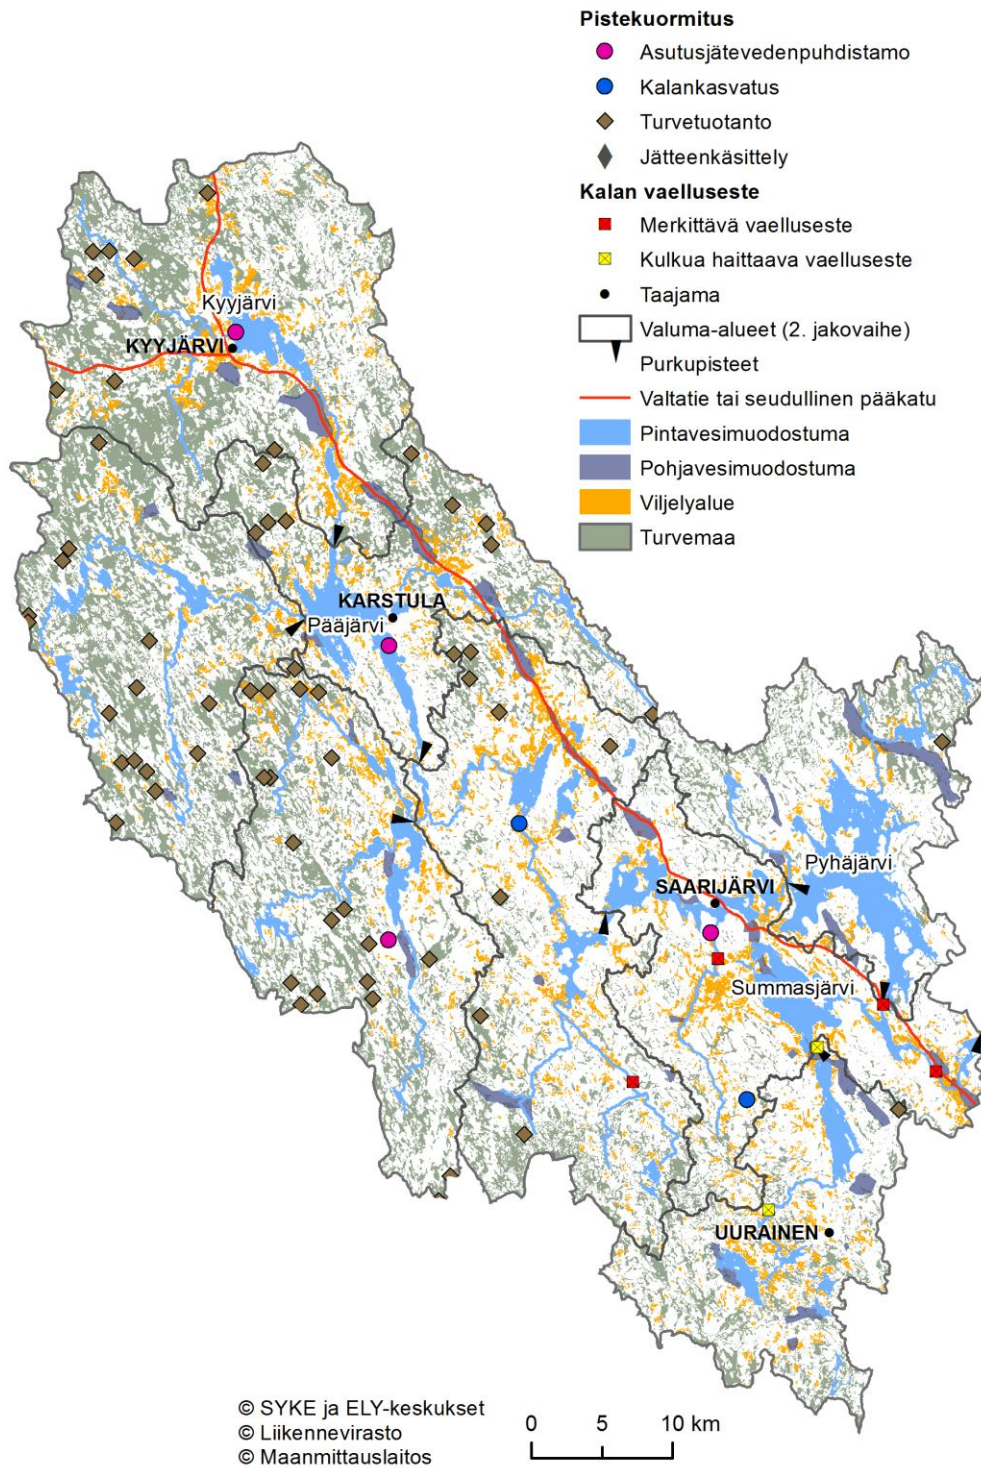 Pistekuormitus
Asutusjätevedenpuhdistamo
Kalankasvatus
Turvetuotanto
Jätteenkäsittely
Kalan vaelluseste
Merkittävä vaelluseste
Kulkua haittaava vaelluseste
Taajama
Valuma-alueet (2. jakovaihe)
Purkupisteet
Valtatie tai seudullinen pääkatu
Pintavesimuodostuma
Pohjavesimuodostuma
Viljelyalue
Turvemaa
Kyyjärvi
KYYJÄRVI
KARSTULA
Pääjärvi
Pyhäjärvi
SAARIJÄRVI
Summasjärvi
UURAINEN
© SYKE ja ELY-keskukset
© Liikennevirasto
© Maanmittauslaitos
0 5 10 km